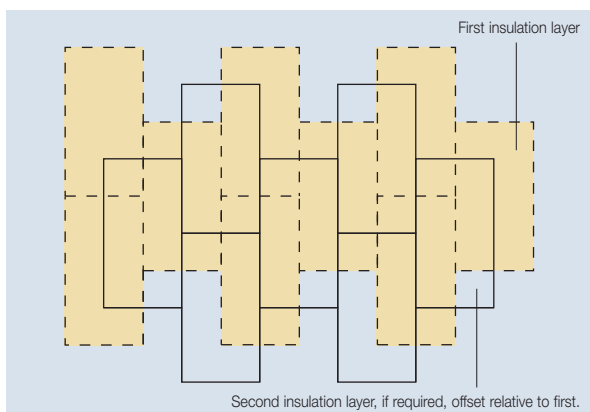 First insulation layer
Second insulation layer, if required, offset relative to first.